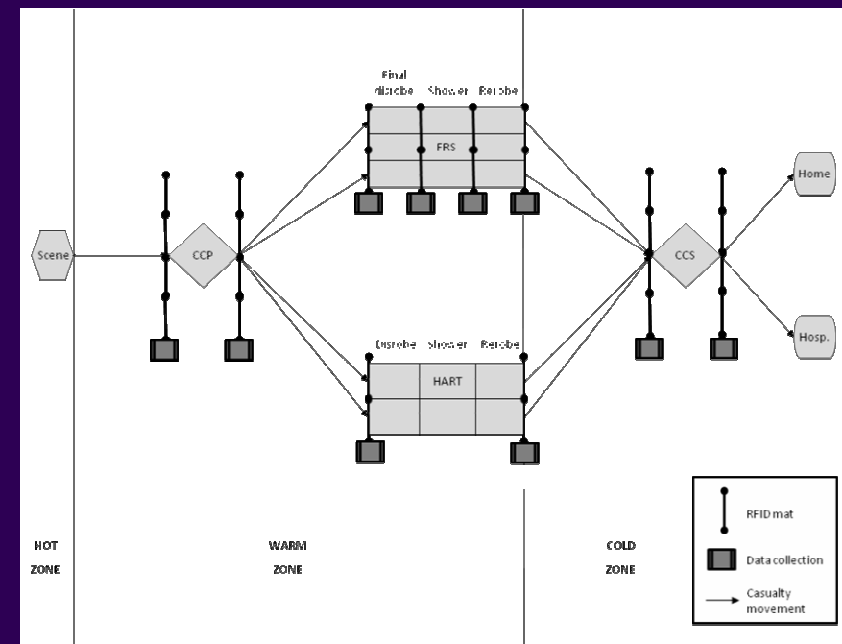 Final
disrobe Shower Rerobe
FRS
Scene
CCP
CCS
Home
Hosp.
Disrobe Shower Rerobe
HART
HOT
ZONE
WARM
ZONE
COLD
ZONE
RFID mat
Data collection
Casualty
movement